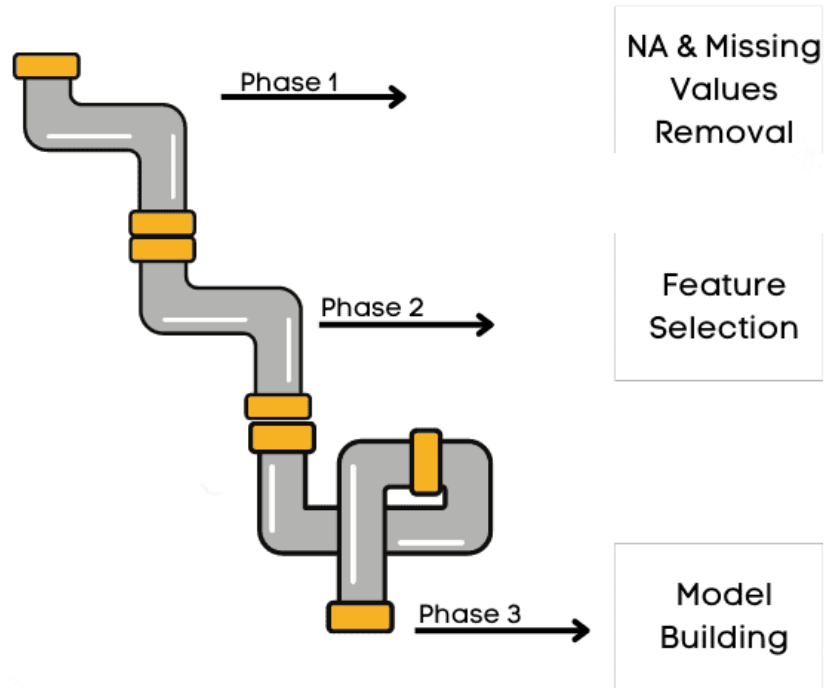 Phase 1
NA & Missing
Values
Removal
Phase 2
Feature
Selection
Phase 3
Model
Building